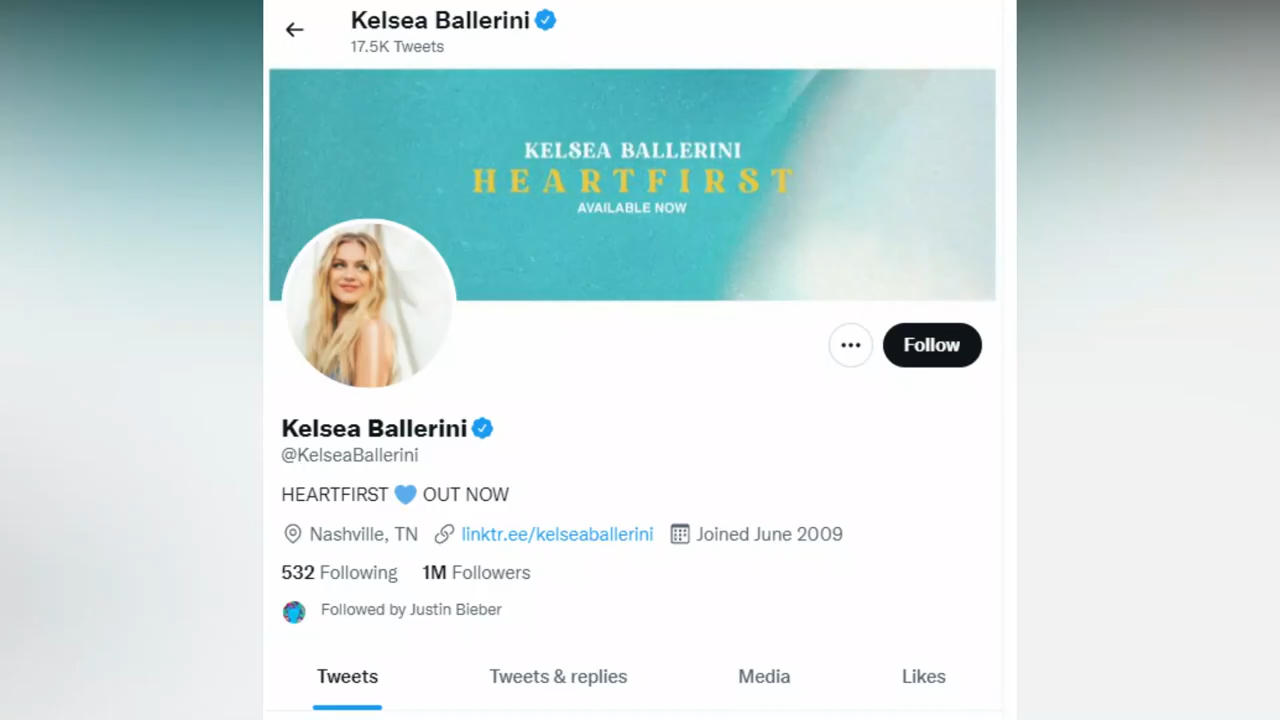 Kelsea Ballerini
17.5K Tweets
KELSEA BALLERINI
HEARTFIRST
AVAILABLE NOW
Follow
Kelsea Ballerini
@KelseaBallerini
HEARTFIRST 💙 OUT NOW
Nashville, TN linktr.ee/kelseaballerini Joined June 2009
532 Following 1M Followers
Followed by Justin Bieber
Tweets Tweets & replies Media Likes